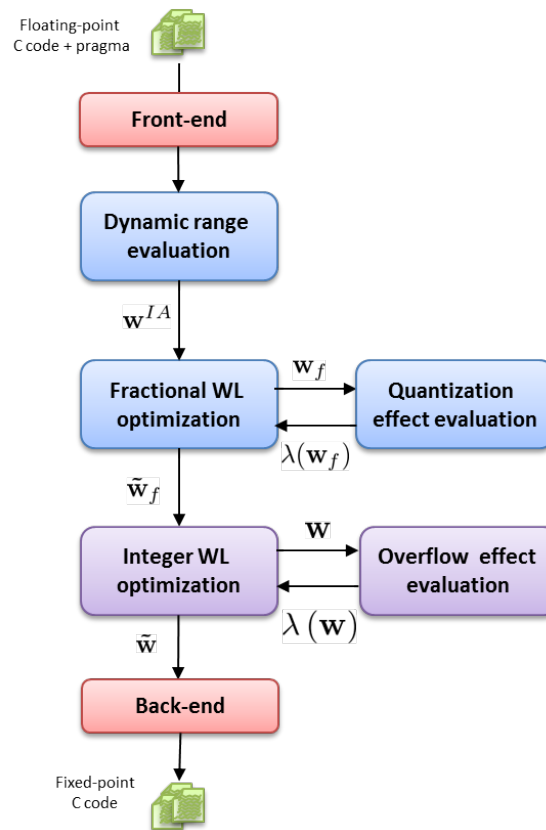 Floating-point
C code + pragma
Front-end
Dynamic range
evaluation
w^{IA}
Fractional WL
optimization
w_f
Quantization
effect evaluation
λ(w_f)
w̃_f
Integer WL
optimization
w
Overflow effect
evaluation
λ (w)
w̃
Back-end
Fixed-point
C code